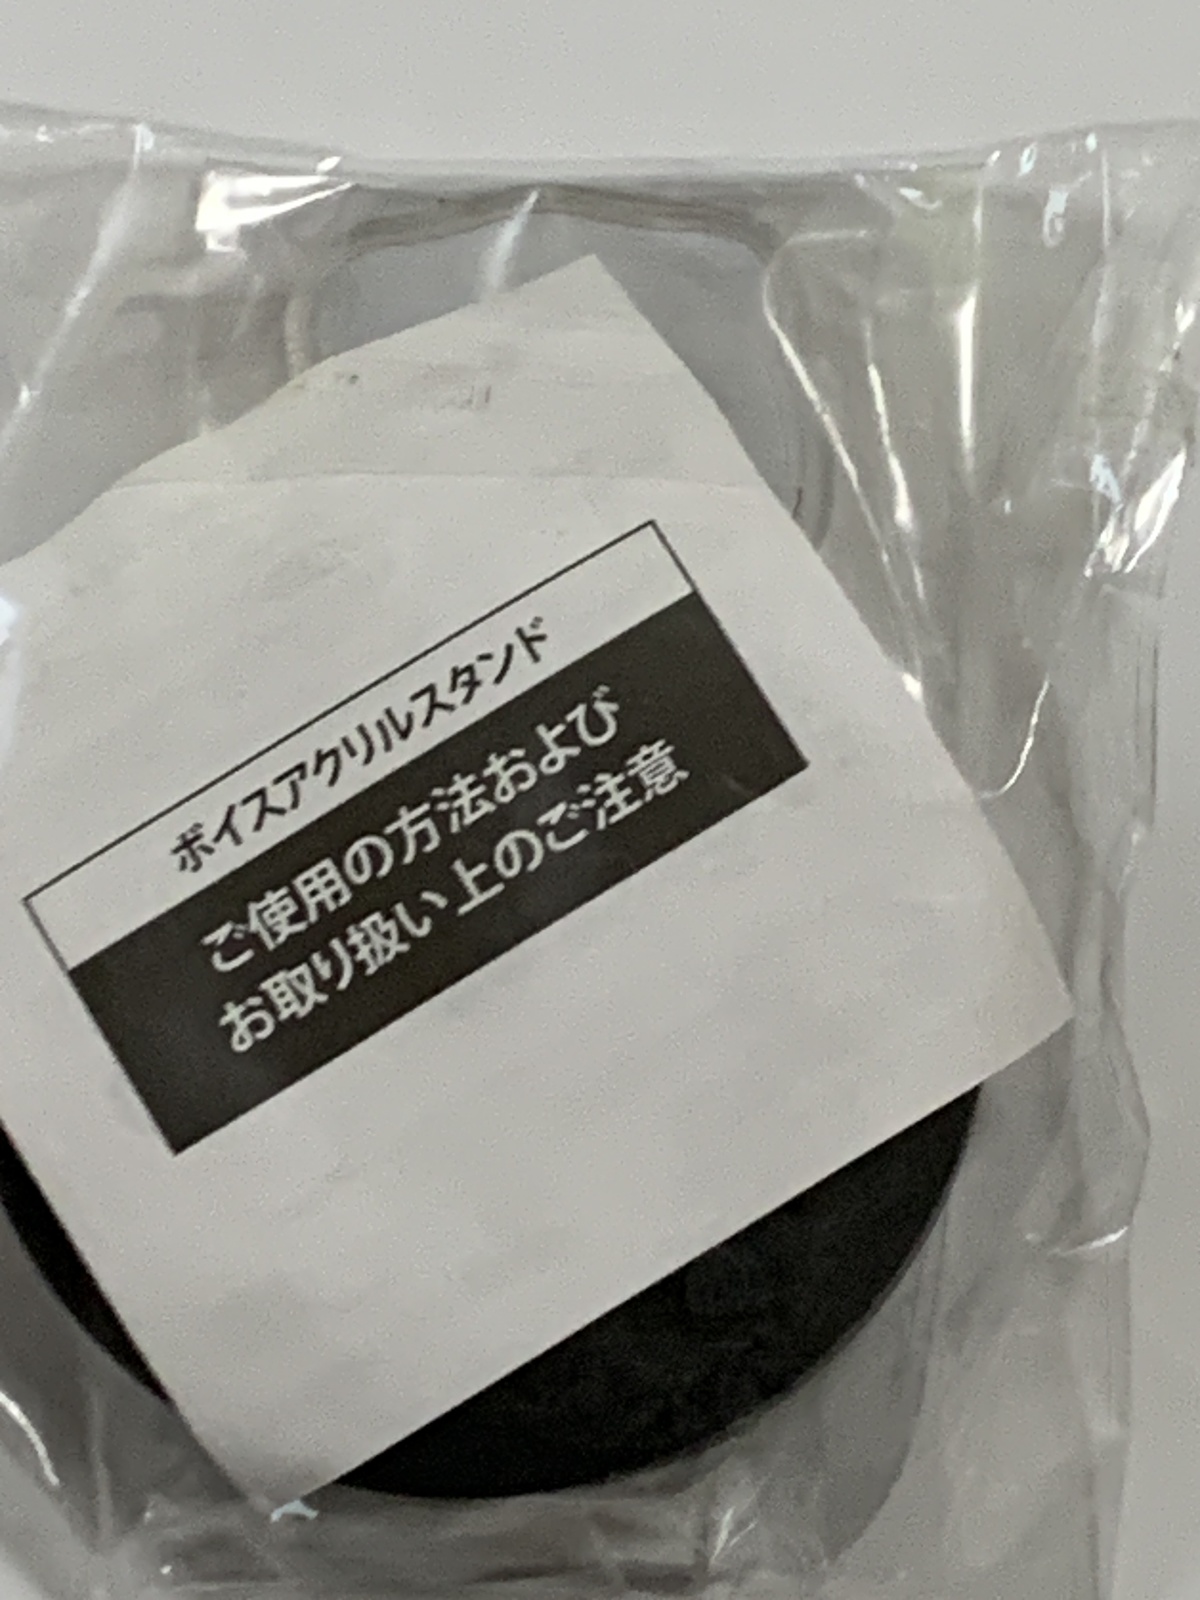 ボイスアクリルスタンド
ご使用の方法および
お取り扱い上のご注意